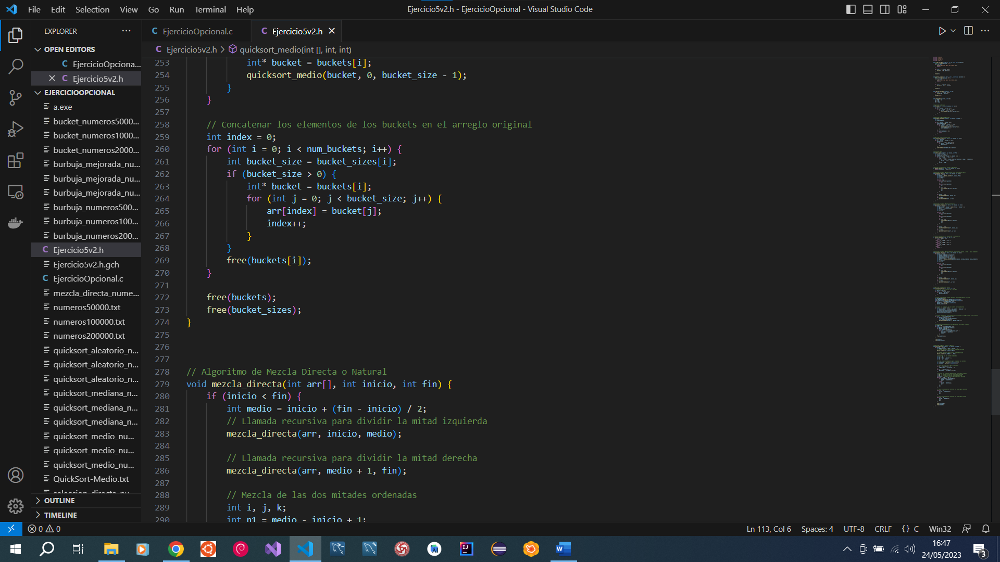 File Edit Selection View Go Run Terminal Help
Ejercicio5v2.h - EjercicioOpcional - Visual Studio Code
EXPLORER
OPEN EDITORS
C EjercicioOpciona...
C Ejercicio5v2.h
EJERCICIOOPCIONAL
a.exe
bucket_numeros5000...
bucket_numeros1000...
bucket_numeros2000...
burbuja_mejorada_nu...
burbuja_mejorada_nu...
burbuja_mejorada_nu...
burbuja_numeros500...
burbuja_numeros100...
burbuja_numeros200...
C Ejercicio5v2.h
Ejercicio5v2.h.gch
C EjercicioOpcional.c
mezcla_directa_nume...
numeros50000.txt
numeros100000.txt
numeros200000.txt
quicksort_aleatorio_n...
quicksort_aleatorio_n...
quicksort_aleatorio_n...
quicksort_mediana_n...
quicksort_mediana_n...
quicksort_mediana_n...
quicksort_medio_nu...
quicksort_medio_nu...
quicksort_medio_nu...
QuickSort-Medio.txt
seleccion_directa_nu...
OUTLINE
TIMELINE
C EjercicioOpcional.c
C Ejercicio5v2.h
C Ejercicio5v2.h > quicksort_medio(int [], int, int)
253 int* bucket = buckets[i];
254 quicksort_medio(bucket, 0, bucket_size - 1);
255 }
256 }
257
258 // Concatenar los elementos de los buckets en el arreglo original
259 int index = 0;
260 for (int i = 0; i < num_buckets; i++) {
261 int bucket_size = bucket_sizes[i];
262 if (bucket_size > 0) {
263 int* bucket = buckets[i];
264 for (int j = 0; j < bucket_size; j++) {
265 arr[index] = bucket[j];
266 index++;
267 }
268 }
269 free(buckets[i]);
270 }
271
272 free(buckets);
273 free(bucket_sizes);
274 }
275
276
277
278 // Algoritmo de Mezcla Directa o Natural
279 void mezcla_directa(int arr[], int inicio, int fin) {
280 if (inicio < fin) {
281 int medio = inicio + (fin - inicio) / 2;
282 // Llamada recursiva para dividir la mitad izquierda
283 mezcla_directa(arr, inicio, medio);
284
285 // Llamada recursiva para dividir la mitad derecha
286 mezcla_directa(arr, medio + 1, fin);
287
288 // Mezcla de las dos mitades ordenadas
289 int i, j, k;
290 int n1 = medio - inicio + 1;
0 0
Ln 113, Col 6 Spaces: 4 UTF-8 CRLF {} C Win32
16:47
24/05/2023
3